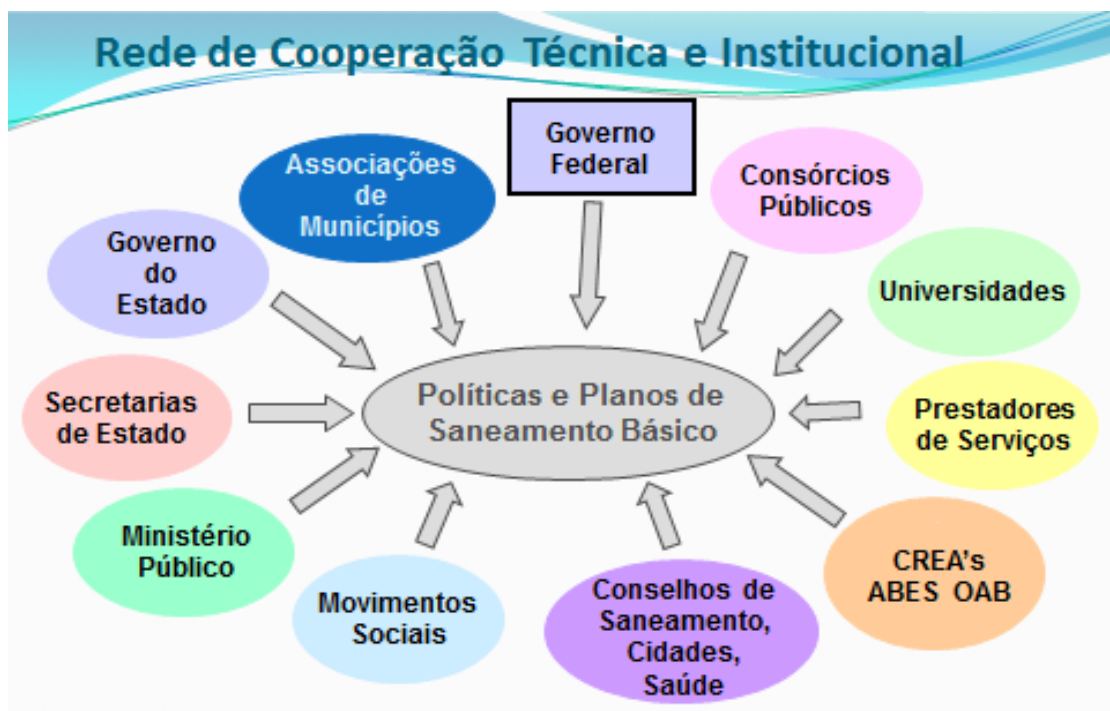 Rede de Cooperação Técnica e Institucional
Governo
Federal
Associações
de
Municípios
Consórcios
Públicos
Governo
do
Estado
Universidades
Políticas e Planos de
Saneamento Básico
Secretarias
de Estado
Prestadores
de Serviços
Ministério
Público
CREA's
ABES OAB
Movimentos
Sociais
Conselhos de
Saneamento,
Cidades,
Saúde